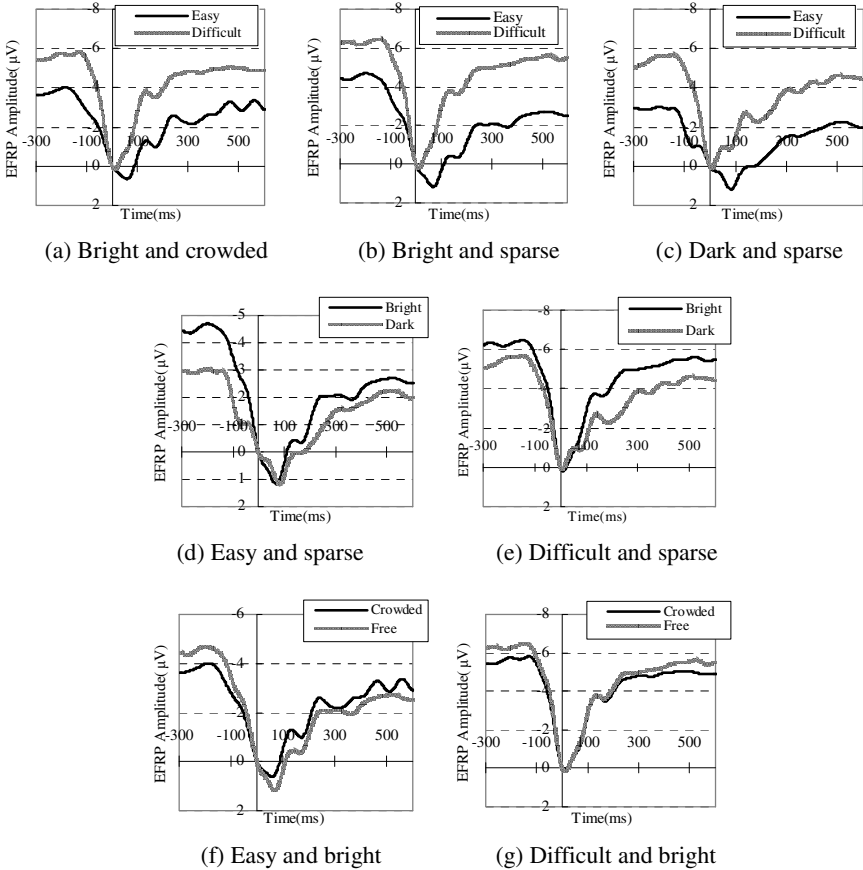 -8
Easy
Difficult
-6
-4
-2
-300 -100 100 300 500
0
2
EFRP Amplitude(μV)
Time(ms)
(a) Bright and crowded
-8
Easy
Difficult
-6
-4
-2
-300 -100 100 300 500
0
2
EFRP Amplitude(μV)
Time(ms)
(b) Bright and sparse
-8
Easy
Difficult
-6
-4
-2
-300 -100 100 300 500
0
2
EFRP Amplitude(μV)
Time(ms)
(c) Dark and sparse
-5
Bright
Dark
-4
-3
-2
-300 -100 100 300 500
-1
0
1
2
EFRP Amplitude(μV)
Time(ms)
(d) Easy and sparse
-8
Bright
Dark
-6
-4
-2
-300 -100 100 300 500
0
2
EFRP Amplitude(μV)
Time(ms)
(e) Difficult and sparse
-6
Crowded
Free
-4
-2
-300 -100 100 300 500
0
2
EFRP Amplitude(μV)
Time(ms)
(f) Easy and bright
-8
Crowded
Free
-6
-4
-2
-300 -100 100 300 500
0
2
EFRP Amplitude(μV)
Time(ms)
(g) Difficult and bright